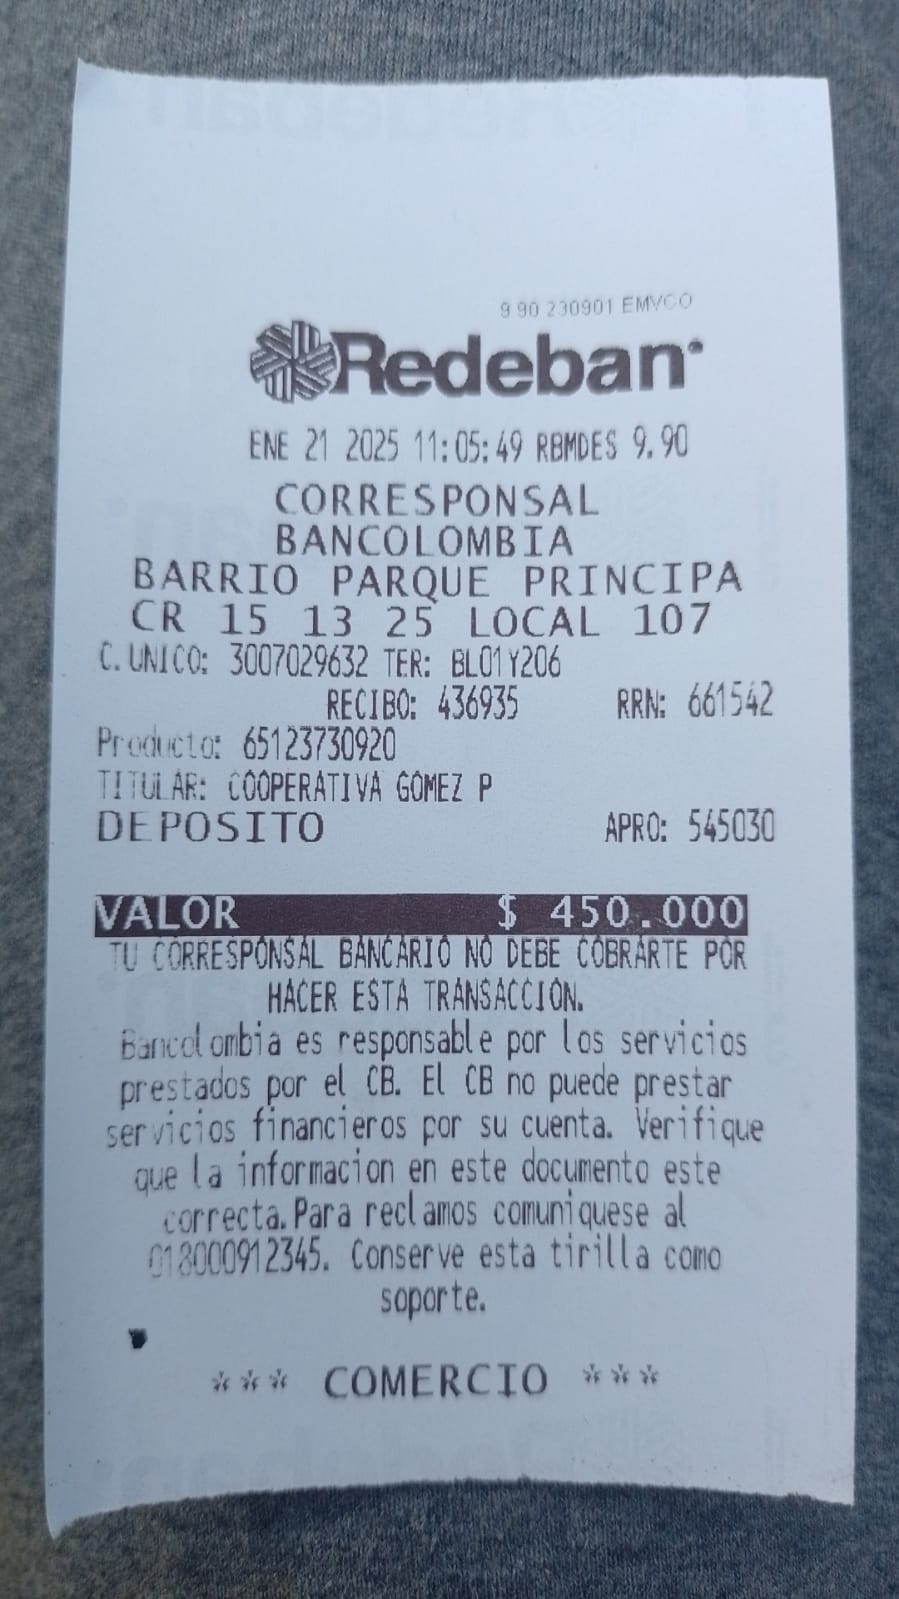 9 90 230901 EMVCO
Redeban
ENE 21 2025 11:05:49 RBMDES 9.90
CORRESPONSAL
BANCOLOMBIA
BARRIO PARQUE PRINCIPA
CR 15 13 25 LOCAL 107
C. UNICO: 3007029632 TER: BL01Y206
RECIBO: 436935 RRN: 661542
Producto: 65123730920
TITULAR: COOPERATIVA GOMEZ P
DEPOSITO APRO: 545030
VALOR $ 450.000
TU CORRESPONSAL BANCARIO NO DEBE COBRARTE POR
HACER ESTA TRANSACCIÓN.
Bancolombia es responsable por los servicios
prestados por el CB. El CB no puede prestar
servicios financieros por su cuenta. Verifique
que la informacion en este documento este
correcta.Para reclamos comuniquese al
018000912345. Conserve esta tirilla como
soporte.
*** COMERCIO ***